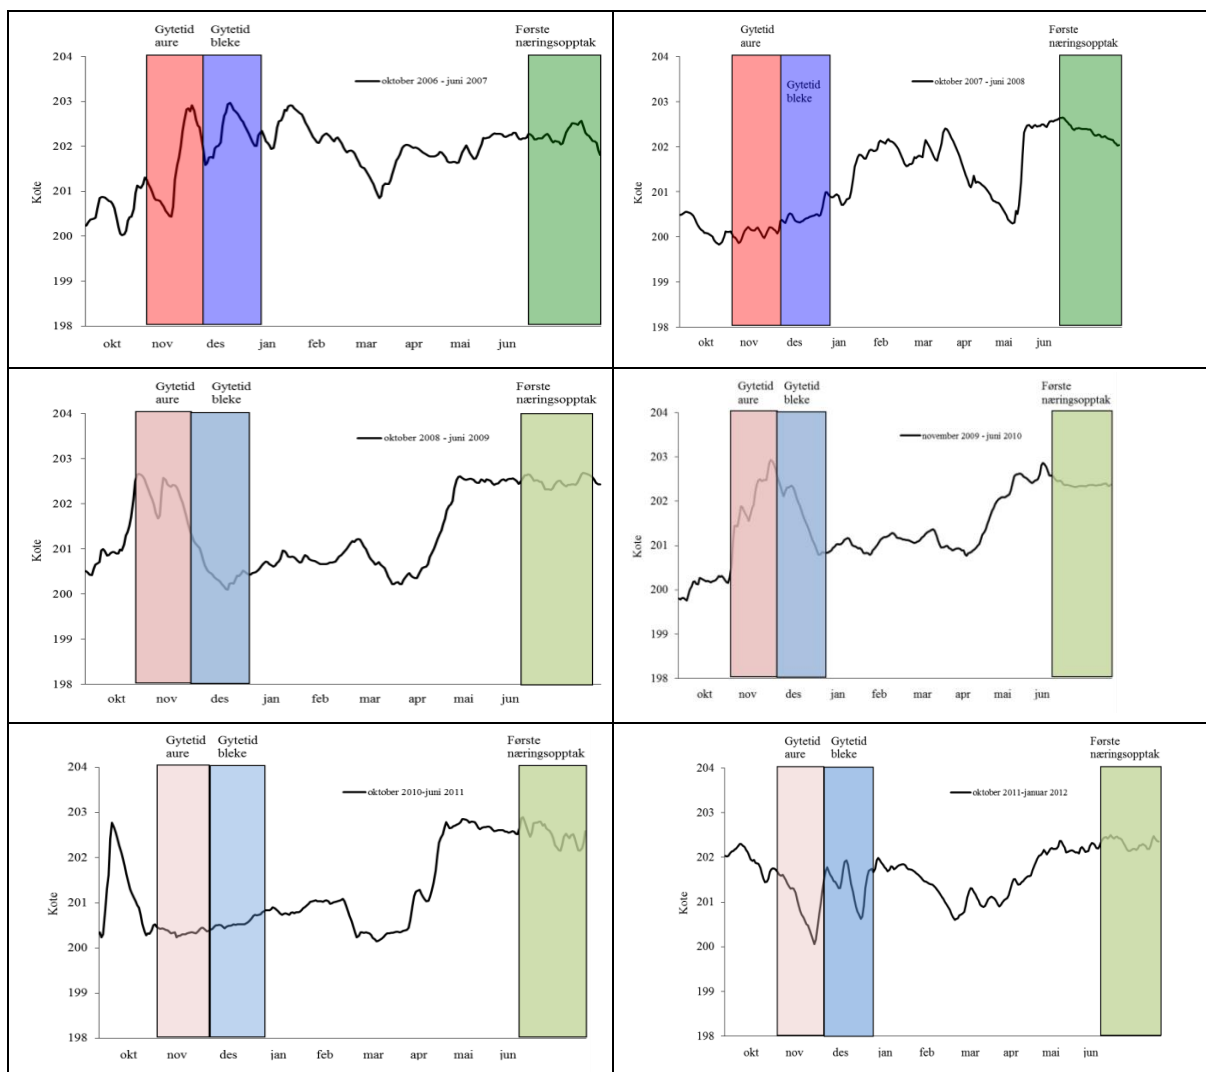 Gytetid
aure
Gytetid
bleke
Første
næringsopptak
oktober 2006 - juni 2007
204
203
202
201
200
199
198
Kote
okt nov des jan feb mar apr mai jun
Gytetid
aure
Gytetid
bleke
Første
næringsopptak
oktober 2007 - juni 2008
204
203
202
201
200
199
198
Kote
okt nov des jan feb mar apr mai jun
Gytetid
aure
Gytetid
bleke
Første
næringsopptak
oktober 2008 - juni 2009
204
203
202
201
200
199
198
Kote
okt nov des jan feb mar apr mai jun
Gytetid
aure
Gytetid
bleke
Første
næringsopptak
november 2009 - juni 2010
204
203
202
201
200
199
198
Kote
okt nov des jan feb mar apr mai jun
Gytetid
aure
Gytetid
bleke
Første
næringsopptak
oktober 2010-juni 2011
204
203
202
201
200
199
198
Kote
okt nov des jan feb mar apr mai jun
Gytetid
aure
Gytetid
bleke
Første
næringsopptak
oktober 2011-januar 2012
204
203
202
201
200
199
198
Kote
okt nov des jan feb mar apr mai jun